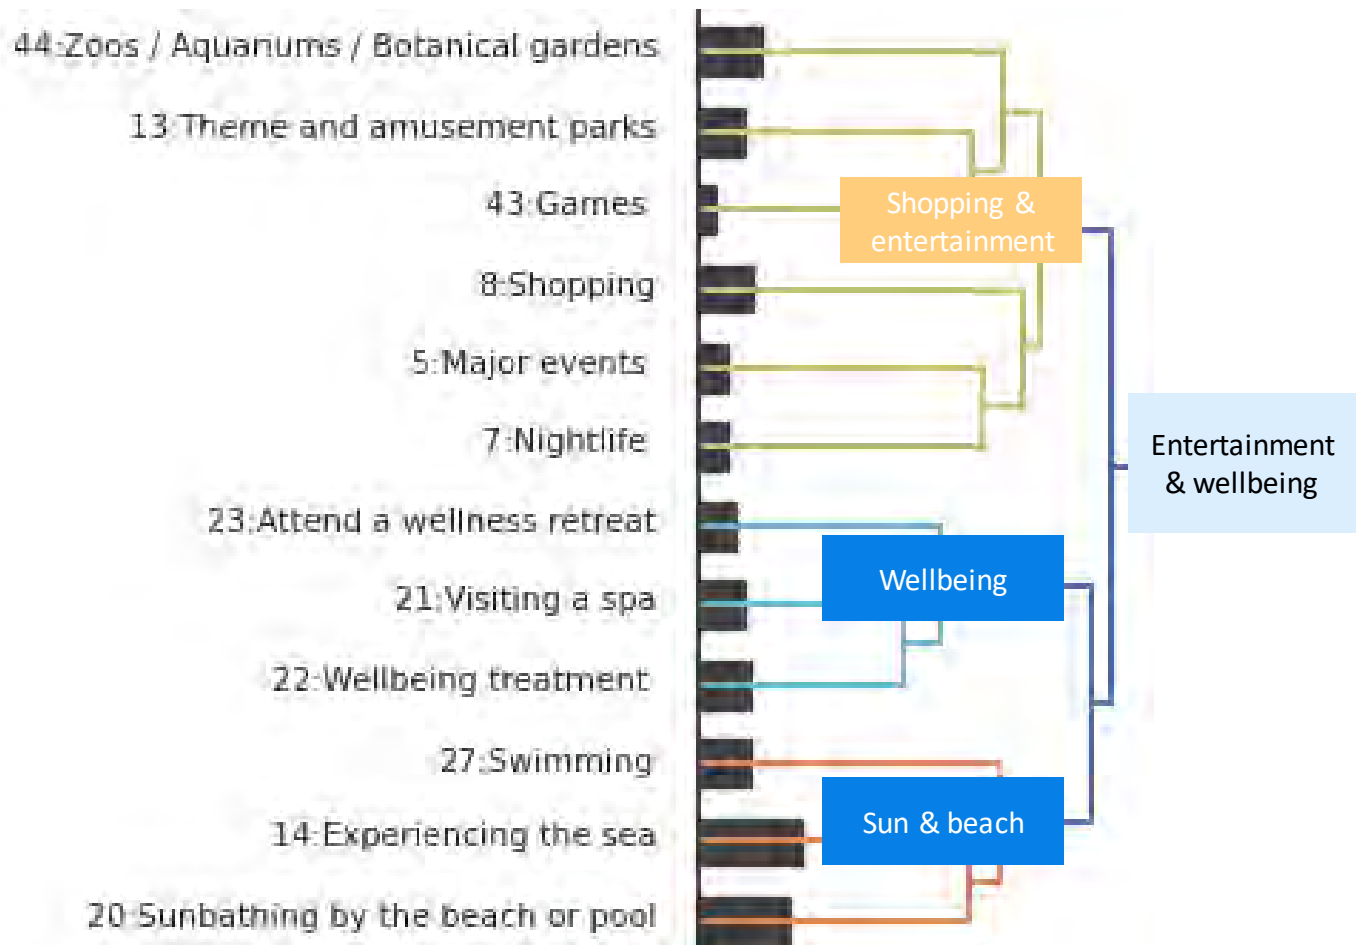 44:Zoos / Aquariums / Botanical gardens
13:Theme and amusement parks
43:Games
Shopping &
entertainment
8:Shopping
5:Major events
7:Nightlife
Entertainment
& wellbeing
23:Attend a wellness retreat
Wellbeing
21:Visiting a spa
22:Wellbeing treatment
27:Swimming
14:Experiencing the sea
Sun & beach
20:Sunbathing by the beach or pool